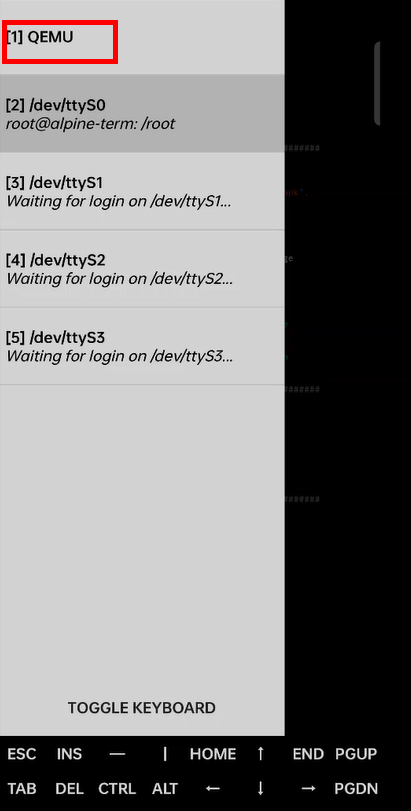 [1] QEMU
[2] /dev/ttyS0
root@alpine-term: /root
[3] /dev/ttyS1
Waiting for login on /dev/ttyS1...
[4] /dev/ttyS2
Waiting for login on /dev/ttyS2...
[5] /dev/ttyS3
Waiting for login on /dev/ttyS3...
#######
#######
#######
TOGGLE KEYBOARD
ESC INS — | HOME ↑ END PGUP
TAB DEL CTRL ALT ← ↓ → PGDN